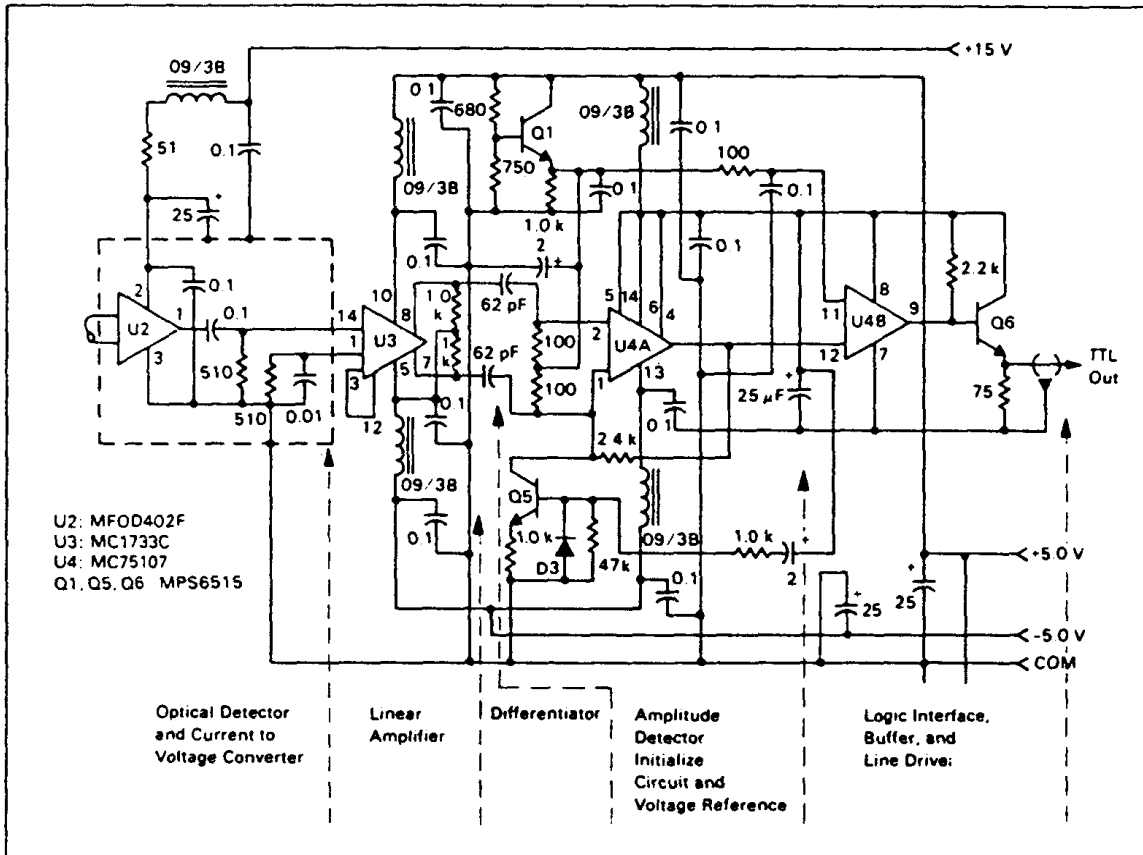 +15 V
09/3B
51
0.1
25
+
0.1
2
U2
1
3
0.1
510
510
0.01
14
1
3
12
10
8
U3
7
5
09/3B
0.1
0.1
680
750
Q1
1.0 k
0.1
2
+
1.0
k
1
k
62 pF
62 pF
0.1
09/3B
0.1
100
100
09/3B
0.1
100
0.1
0.1
5
14
6
4
2
U4A
1
13
0.1
2.4 k
Q5
1.0 k
D3
47k
09/3B
0.1
1.0 k
2
+
25 µF
+
11
12
U4B
8
9
7
2.2 k
Q6
75
TTL
Out
+
25
+
25
+5.0 V
-5.0 V
COM
U2: MFOD402F
U3: MC1733C
U4: MC75107
Q1, Q5, Q6 MPS6515
Optical Detector
and Current to
Voltage Converter
Linear
Amplifier
Differentiator
Amplitude
Detector
Initialize
Circuit and
Voltage Reference
Logic Interface,
Buffer, and
Line Driver